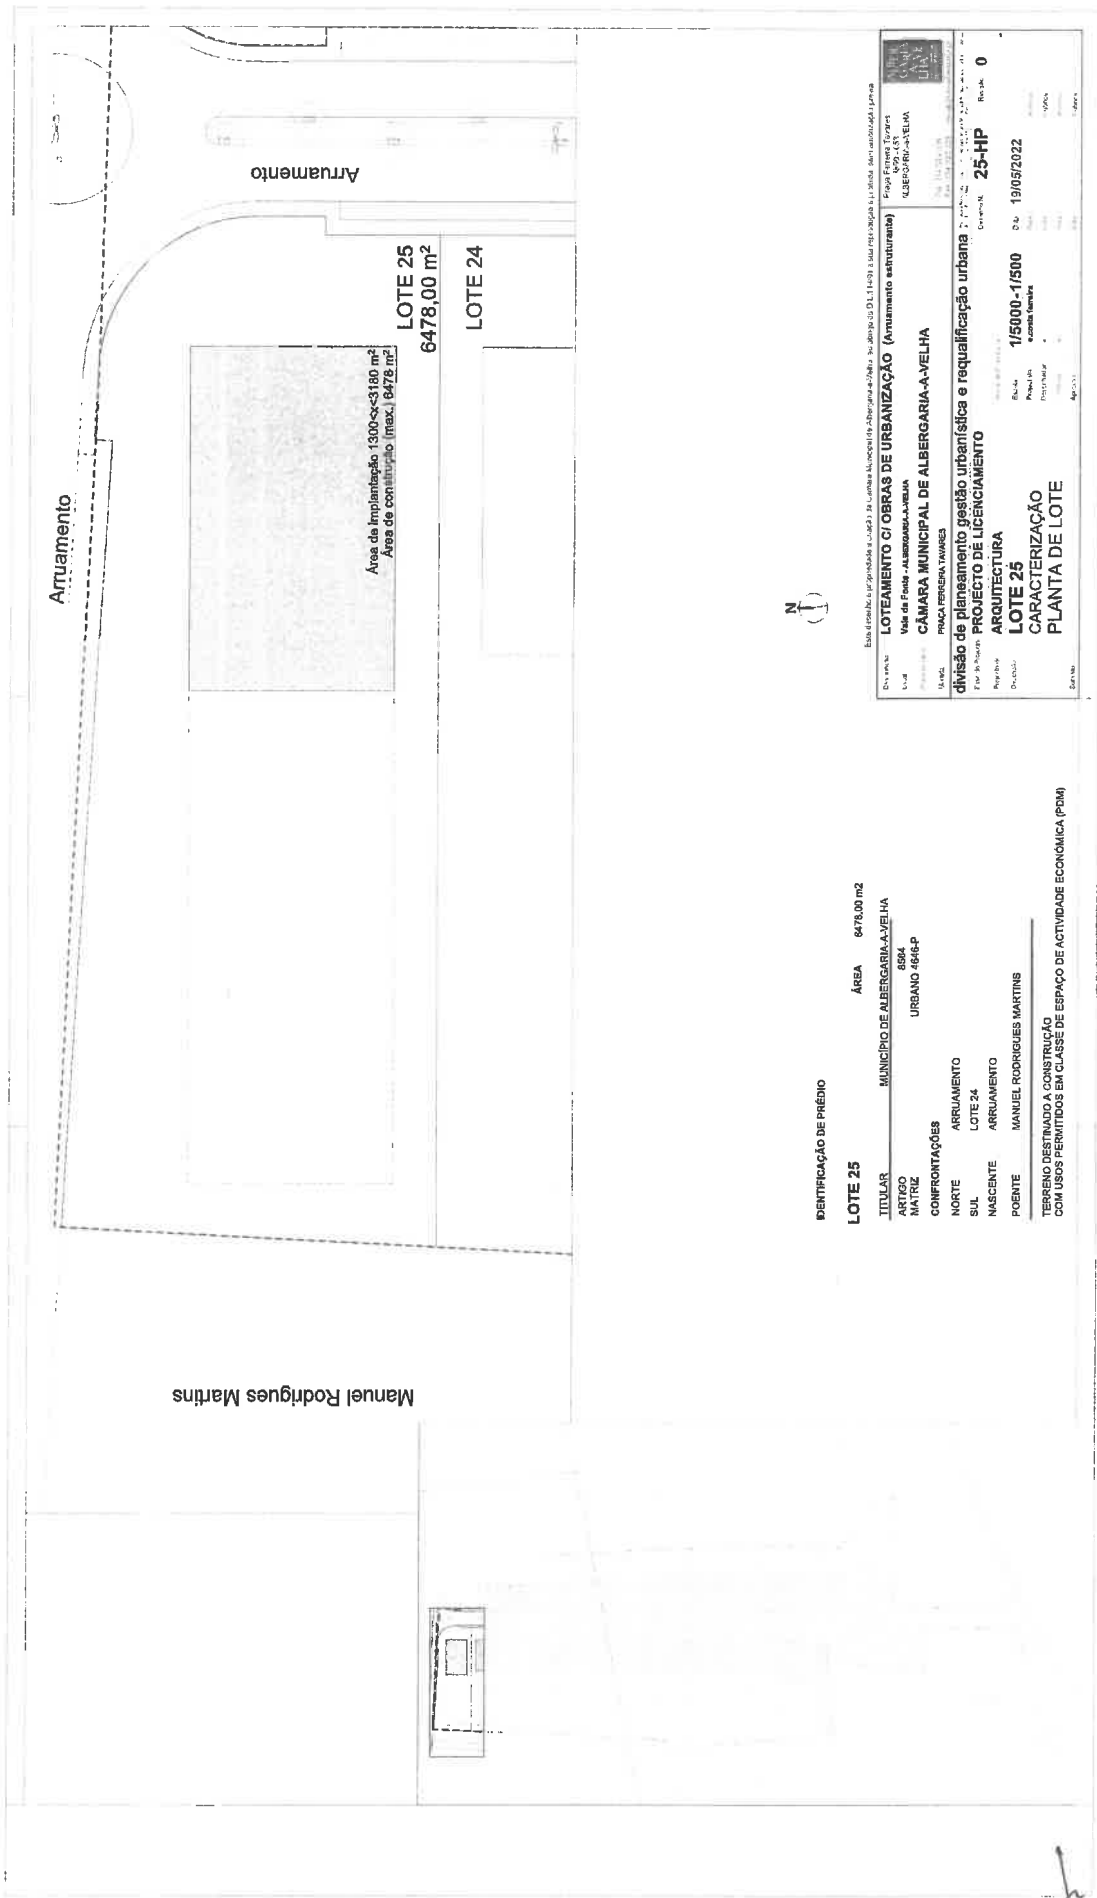 Arruamento
Arruamento
LOTE 25
6478,00 m²
LOTE 24
Área de Implantação 1300<x<3180 m²
Área de construção (max.) 6478 m²
Manuel Rodrigues Martins
N
IDENTIFICAÇÃO DE PRÉDIO
LOTE 25 ÁREA 6478,00 m2
TITULAR MUNICÍPIO DE ALBERGARIA-A-VELHA
ARTIGO 8564
MATRIZ URBANO 4646-P
CONFRONTAÇÕES
NORTE ARRUAMENTO
SUL LOTE 24
NASCENTE ARRUAMENTO
POENTE MANUEL RODRIGUES MARTINS
TERRENO DESTINADO A CONSTRUÇÃO
COM USOS PERMITIDOS EM CLASSE DE ESPAÇO DE ACTIVIDADE ECONÓMICA (PDM)
LOTEAMENTO C/ OBRAS DE URBANIZAÇÃO (Arruamento estruturante)
Vale da Fonte - ALBERGARIA-A-VELHA
CÂMARA MUNICIPAL DE ALBERGARIA-A-VELHA
PRAÇA FERREIRA TAVARES
Praça Ferreira Tavares
ALBERGARIA-A-VELHA
divisão de planeamento gestão urbanística e requalificação urbana
PROJECTO DE LICENCIAMENTO
25-HP
0
ARQUITECTURA
LOTE 25
1/5000-1/500
19/05/2022
CARACTERIZAÇÃO
e.costa ferreira
PLANTA DE LOTE